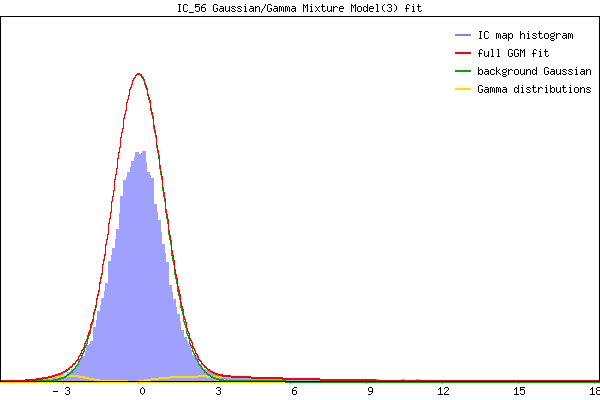 IC_56 Gaussian/Gamma Mixture Model(3) fit
IC map histogram
full GGM fit
background Gaussian
Gamma distributions
-3 0 3 6 9 12 15 18